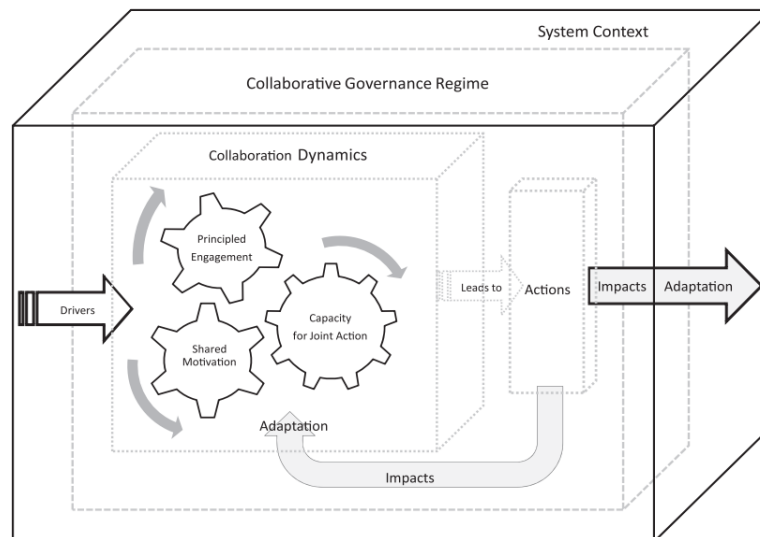 System Context
Collaborative Governance Regime
Collaboration Dynamics
Principled
Engagement
Drivers
Shared
Motivation
Capacity
for Joint Action
Leads to
Actions
Impacts
Adaptation
Adaptation
Impacts